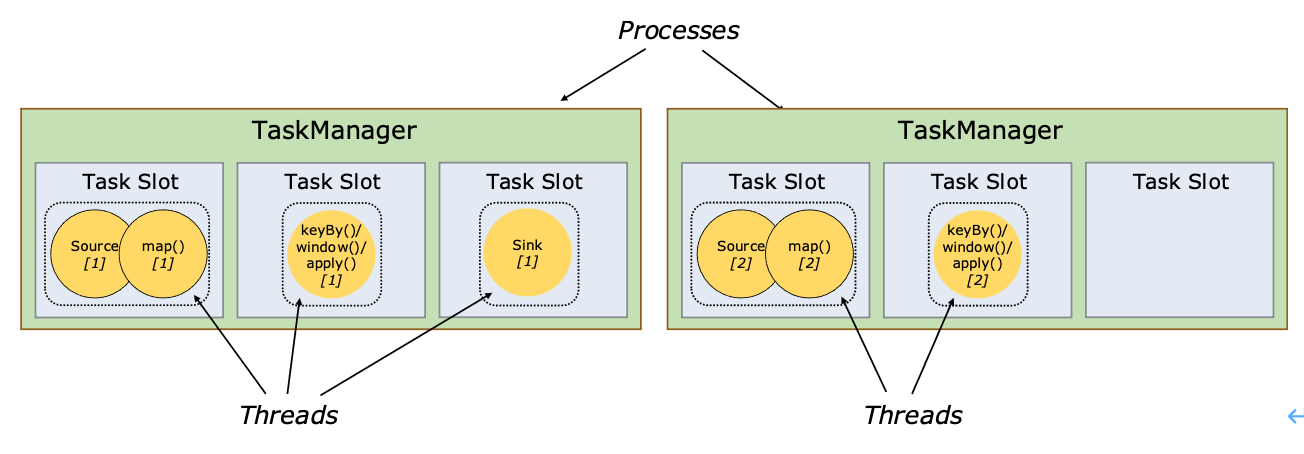 Processes
TaskManager
Task Slot
Source
[1]
map()
[1]
Task Slot
keyBy()/
window()/
apply()
[1]
Task Slot
Sink
[1]
Threads
TaskManager
Task Slot
Source
[2]
map()
[2]
Task Slot
keyBy()/
window()/
apply()
[2]
Task Slot
Threads